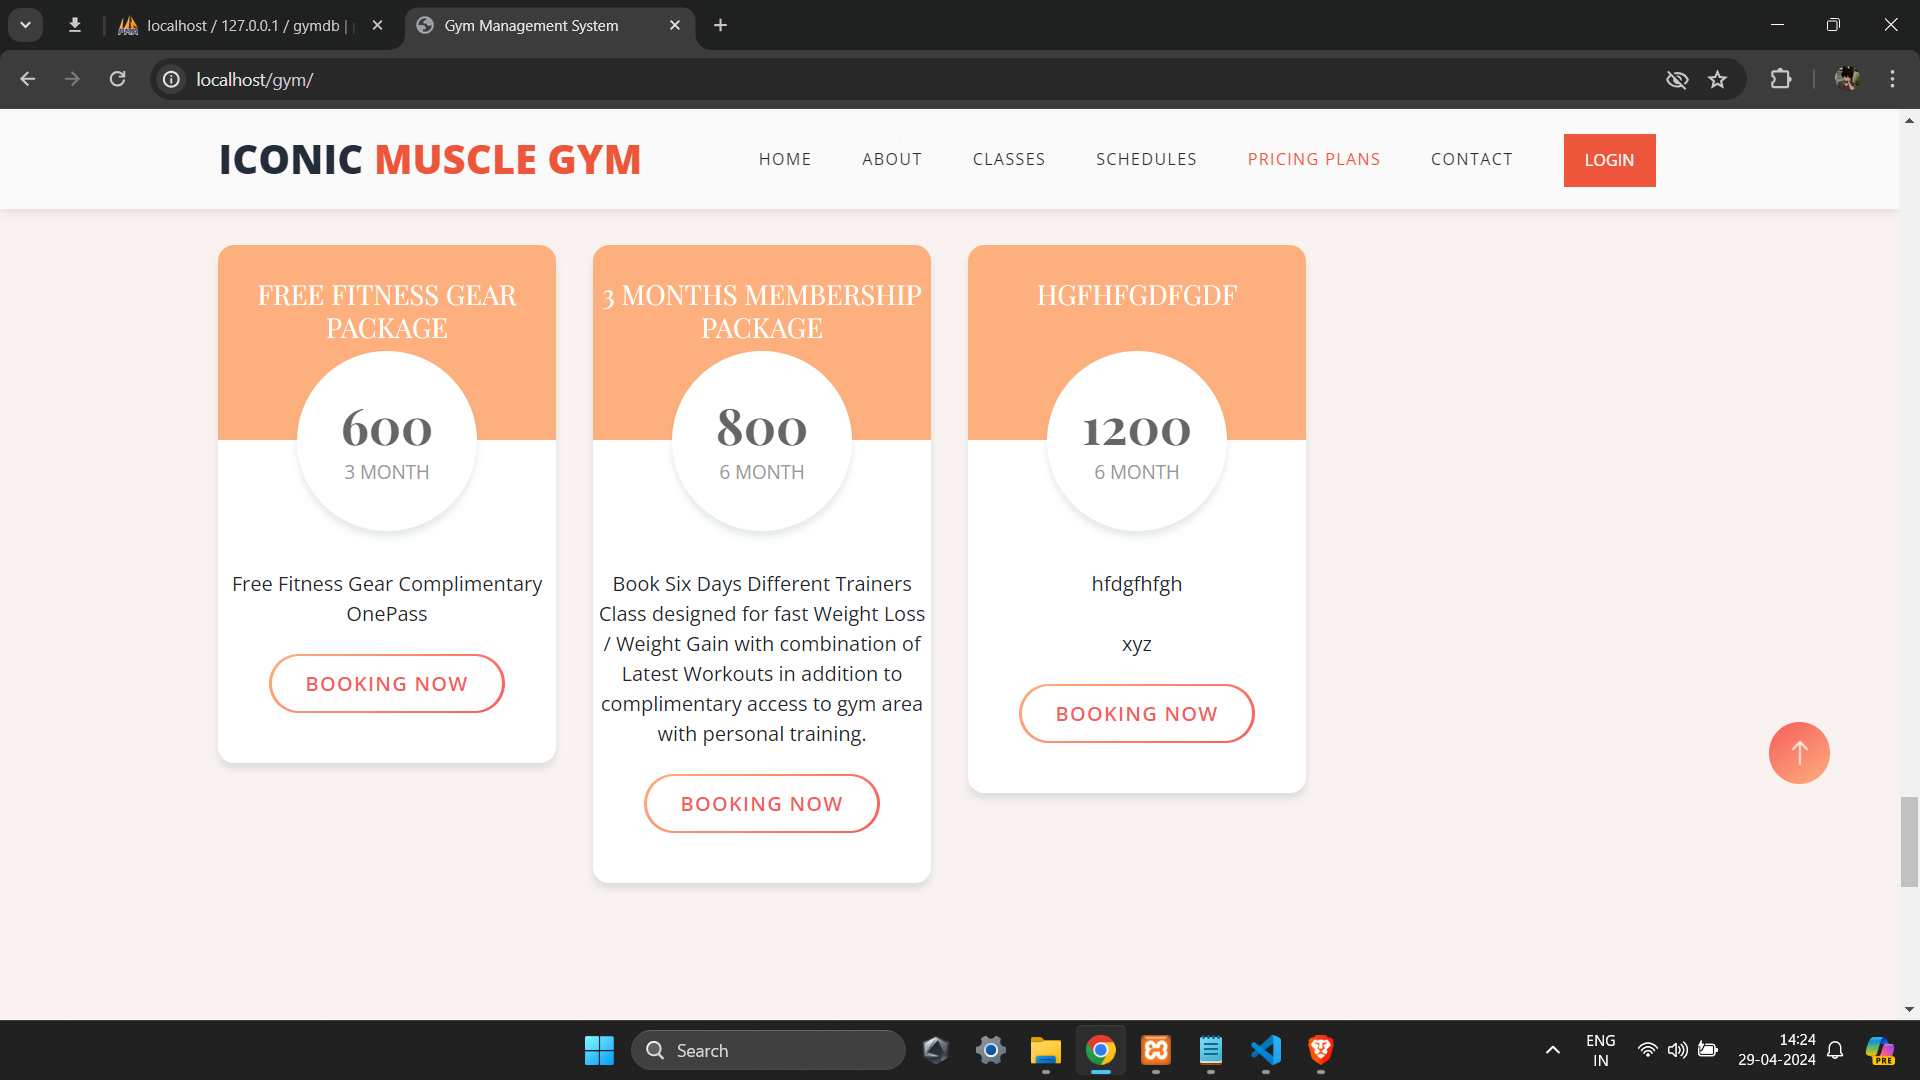 localhost / 127.0.0.1 / gymdb |
Gym Management System
localhost/gym/
ICONIC MUSCLE GYM
HOME
ABOUT
CLASSES
SCHEDULES
PRICING PLANS
CONTACT
LOGIN
FREE FITNESS GEAR
PACKAGE
600
3 MONTH
Free Fitness Gear Complimentary
OnePass
BOOKING NOW
3 MONTHS MEMBERSHIP
PACKAGE
800
6 MONTH
Book Six Days Different Trainers
Class designed for fast Weight Loss
/ Weight Gain with combination of
Latest Workouts in addition to
complimentary access to gym area
with personal training.
BOOKING NOW
HGFHFGDFGDF
1200
6 MONTH
hfdgfhfgh
xyz
BOOKING NOW
Search
ENG
IN
14:24
29-04-2024
PRE